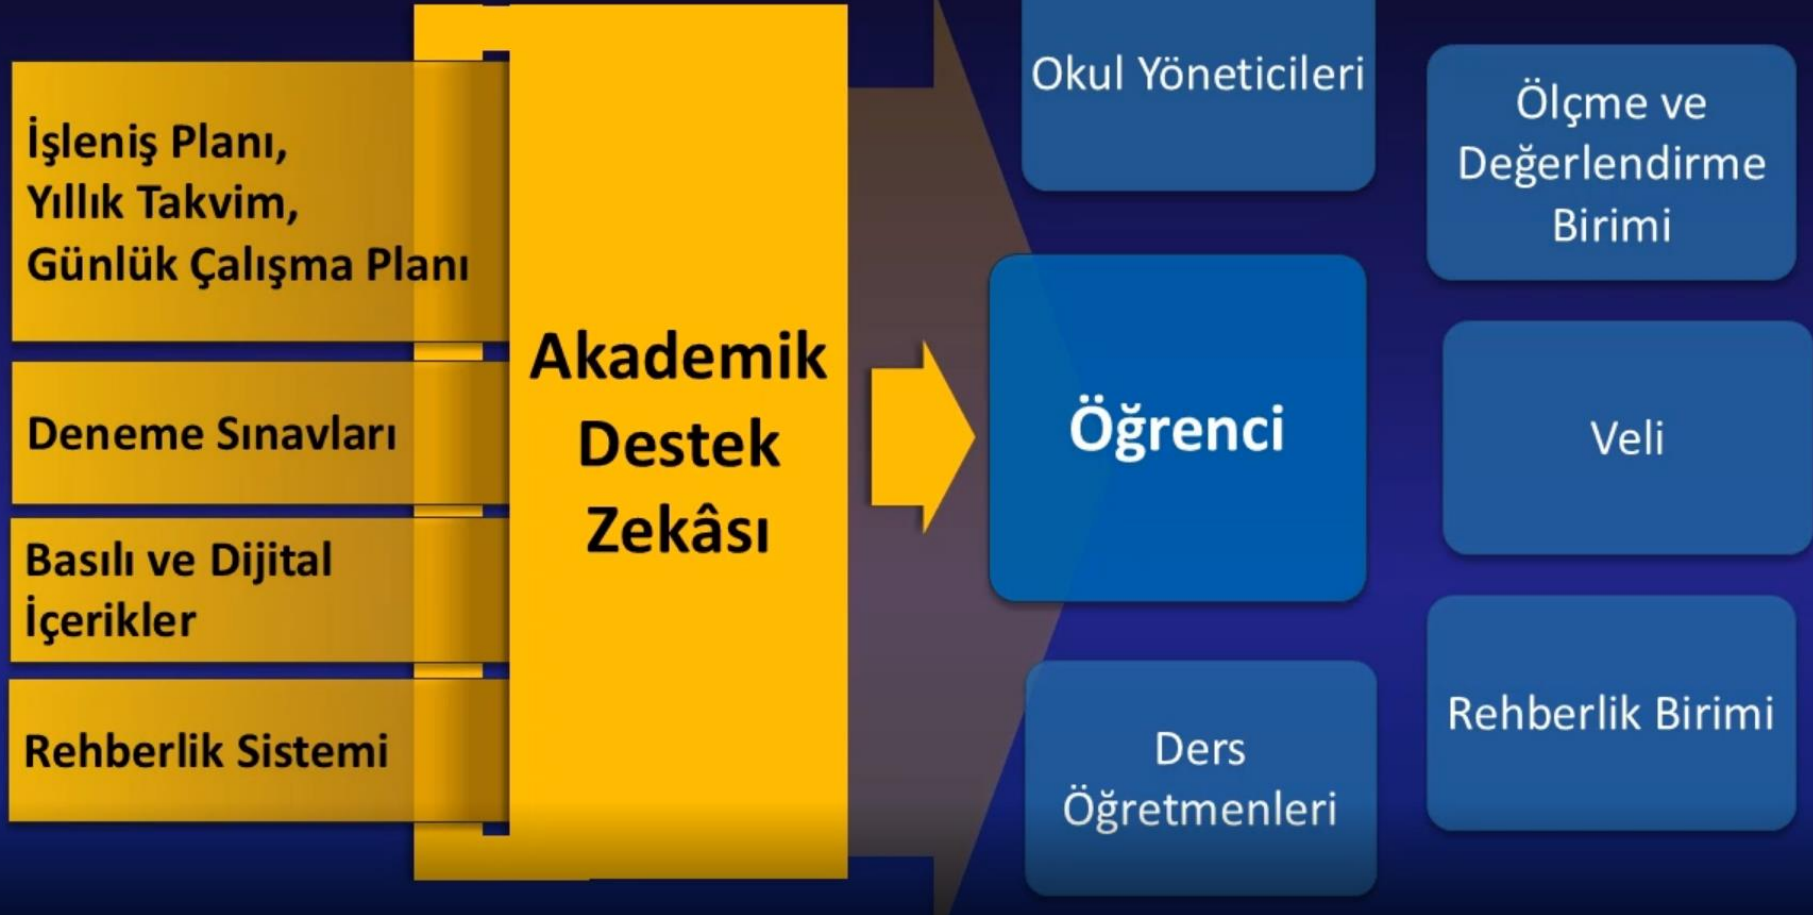 İşleniş Planı,
Yıllık Takvim,
Günlük Çalışma Planı
Deneme Sınavları
Basılı ve Dijital
İçerikler
Rehberlik Sistemi
Akademik
Destek
Zekâsı
Okul Yöneticileri
Öğrenci
Ders
Öğretmenleri
Ölçme ve
Değerlendirme
Birimi
Veli
Rehberlik Birimi